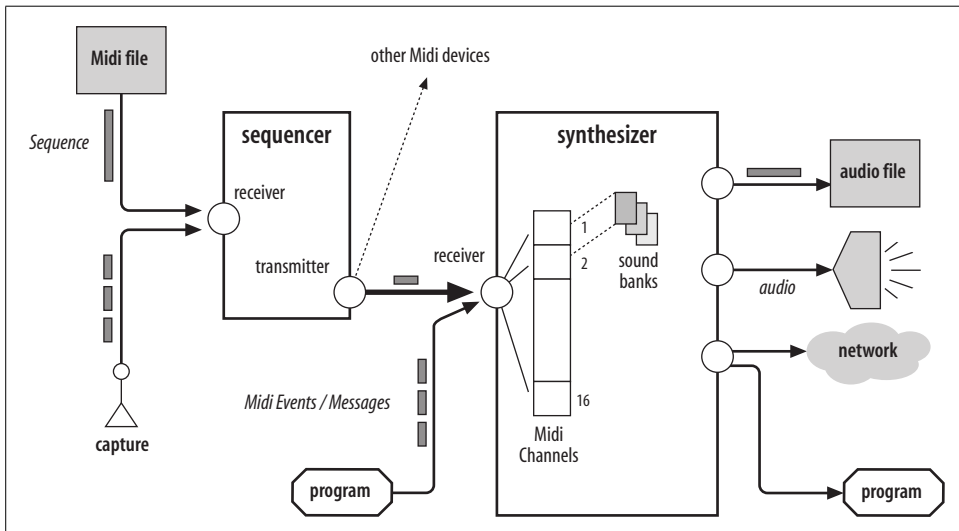 Midi file
other Midi devices
Sequence
sequencer
synthesizer
audio file
receiver
1
2
sound
banks
transmitter
receiver
audio
network
Midi Events / Messages
16
capture
Midi
Channels
program
program